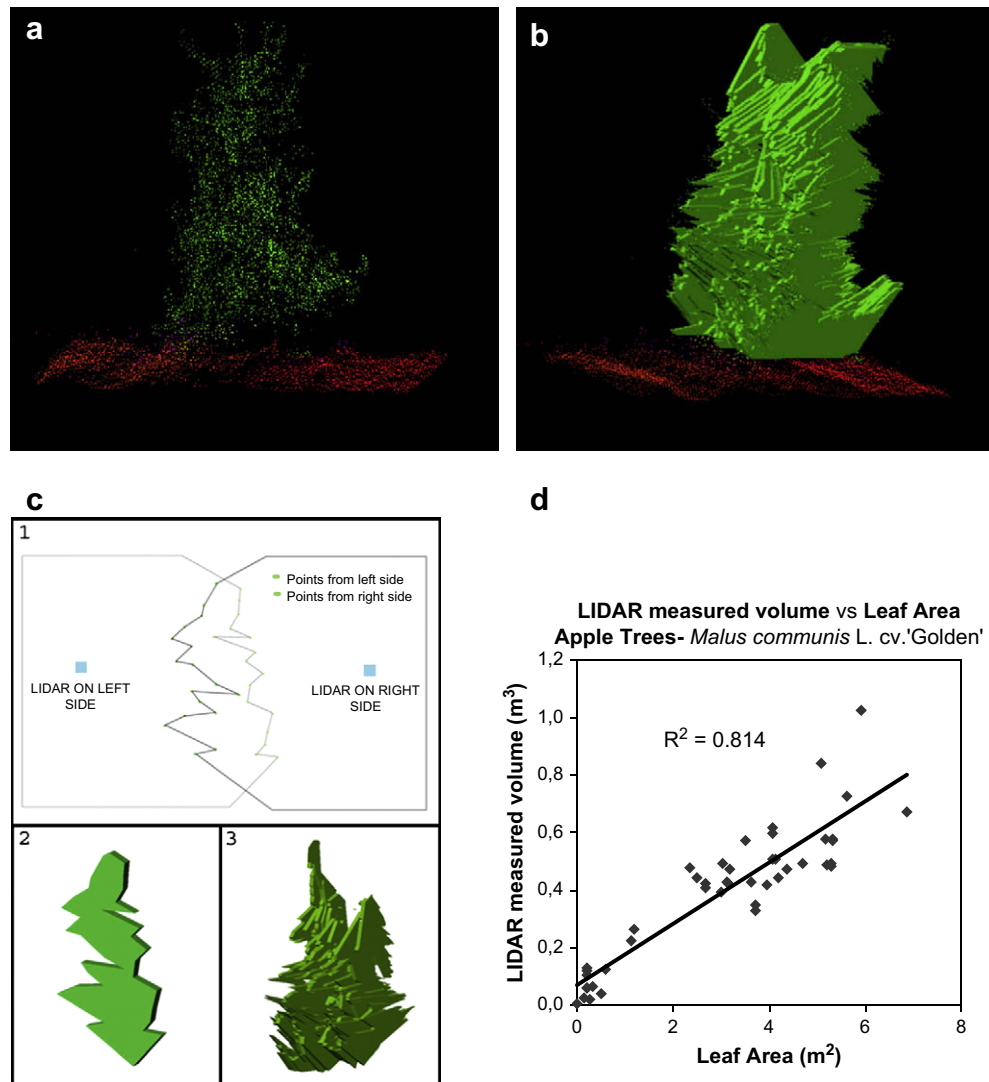 a
b
c
1
Points from left side
Points from right side
LIDAR ON LEFT
SIDE
LIDAR ON RIGHT
SIDE
2
3
d
LIDAR measured volume vs Leaf Area
Apple Trees- Malus communis L. cv.'Golden'
LIDAR measured volume (m³)
1,2
1,0
0,8
0,6
0,4
0,2
0,0
R² = 0.814
0 2 4 6 8
Leaf Area (m²)